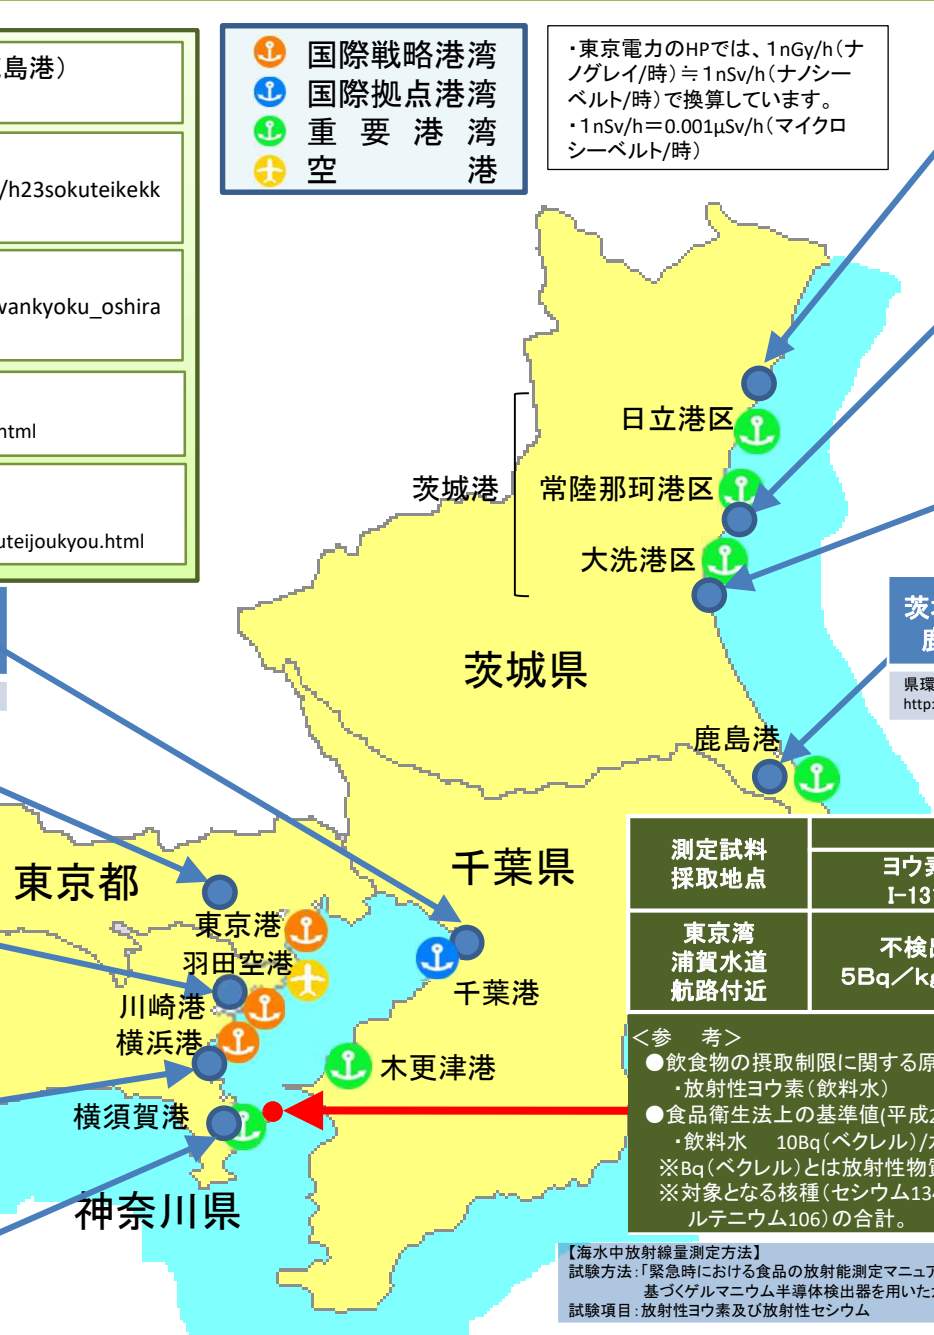 島港）
/h23sokuteikekk
wankyoku_oshira
html
uteijoukyou.html
国際戦略港湾
国際拠点港湾
重要港湾
空港
・東京電力のHPでは、1nGy/h（ナ
ノグレイ/時）≒1nSv/h（ナノシー
ベルト/時）で換算しています。
・1nSv/h＝0.001μSv/h（マイクロ
シーベルト/時）
日立港区
茨城港
常陸那珂港区
大洗港区
茨城県
鹿島港
県環
http:
東京都
千葉県
東京港
羽田空港
千葉港
川崎港
横浜港
木更津港
横須賀港
神奈川県
測定試料
採取地点
ヨウ素
I-13
東京湾
浦賀水道
航路付近
不検出
5Bq／kg
＜参　考＞
●飲食物の摂取制限に関する原
・放射性ヨウ素（飲料水）
●食品衛生法上の基準値(平成2
・飲料水　10Bq（ベクレル）/
※Bq（ベクレル）とは放射性物質
※対象となる核種（セシウム134
ルテニウム106）の合計。
【海水中放射線量測定方法】
試験方法：「緊急時における食品の放射能測定マニュア
基づくゲルマニウム半導体検出器を用いた
試験項目：放射性ヨウ素及び放射性セシウム